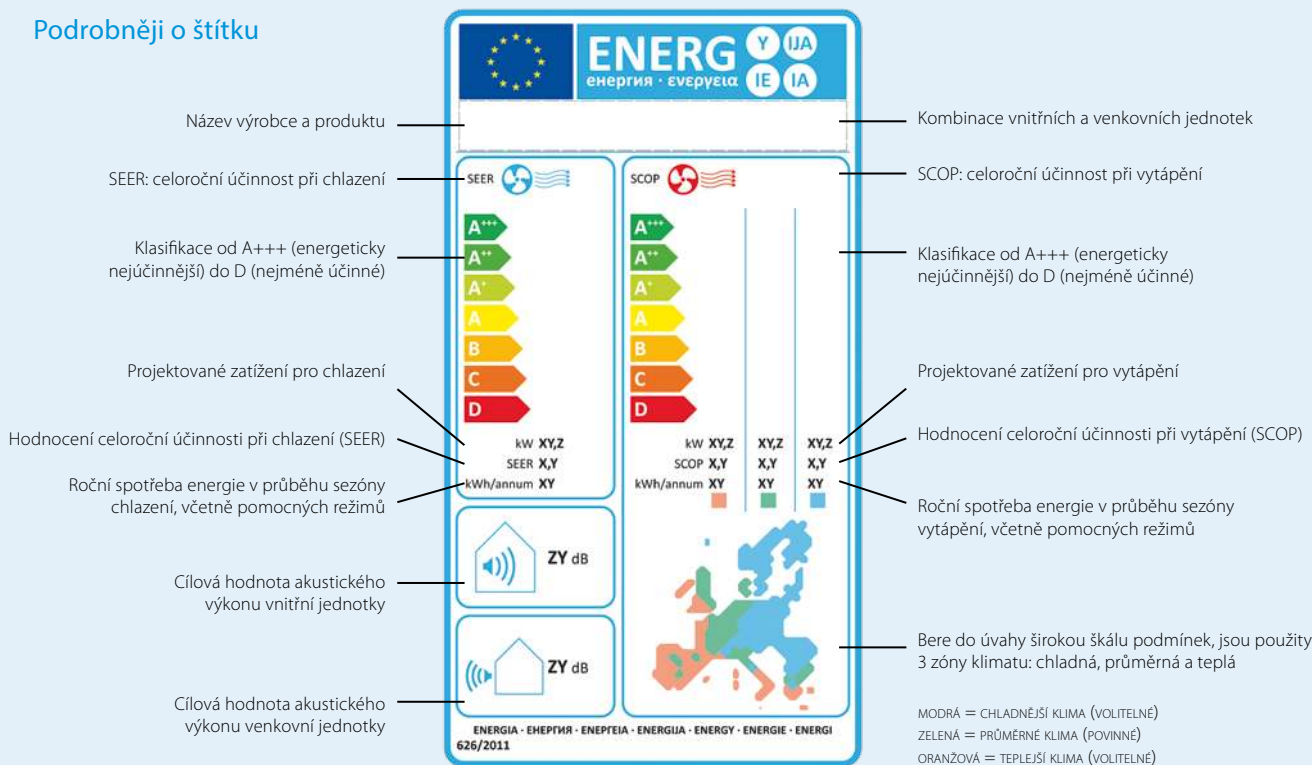 Podrobněji o štítku
ENERG
енергия · ενεργεια
Y IJA
IE IA
Název výrobce a produktu
SEER: celoroční účinnost při chlazení
Klasifikace od A+++ (energeticky
nejúčinnější) do D (nejméně účinné)
Projektované zatížení pro chlazení
Hodnocení celoroční účinnosti při chlazení (SEER)
Roční spotřeba energie v průběhu sezóny
chlazení, včetně pomocných režimů
Cílová hodnota akustického
výkonu vnitřní jednotky
Cílová hodnota akustického
výkonu venkovní jednotky
SEER
A+++
A++
A+
A
B
C
D
kW XY,Z
SEER X,Y
kWh/annum XY
ZY dB
ZY dB
SCOP
A+++
A++
A+
A
B
C
D
kW XY,Z XY,Z XY,Z
SCOP X,Y X,Y X,Y
kWh/annum XY XY XY
ENERGIA · ЕНЕРГИЯ · ΕΝΕΡΓΕΙΑ · ENERGIJA · ENERGY · ENERGIE · ENERGI
626/2011
Kombinace vnitřních a venkovních jednotek
SCOP: celoroční účinnost při vytápění
Klasifikace od A+++ (energeticky
nejúčinnější) do D (nejméně účinné)
Projektované zatížení pro vytápění
Hodnocení celoroční účinnosti při vytápění (SCOP)
Roční spotřeba energie v průběhu sezóny
vytápění, včetně pomocných režimů
Bere do úvahy širokou škálu podmínek, jsou použity
3 zóny klimatu: chladná, průměrná a teplá
MODRÁ = CHLADNĚJŠÍ KLIMA (VOLITELNÉ)
ZELENÁ = PRŮMĚRNÉ KLIMA (POVINNÉ)
ORANŽOVÁ = TEPLEJŠÍ KLIMA (VOLITELNÉ)